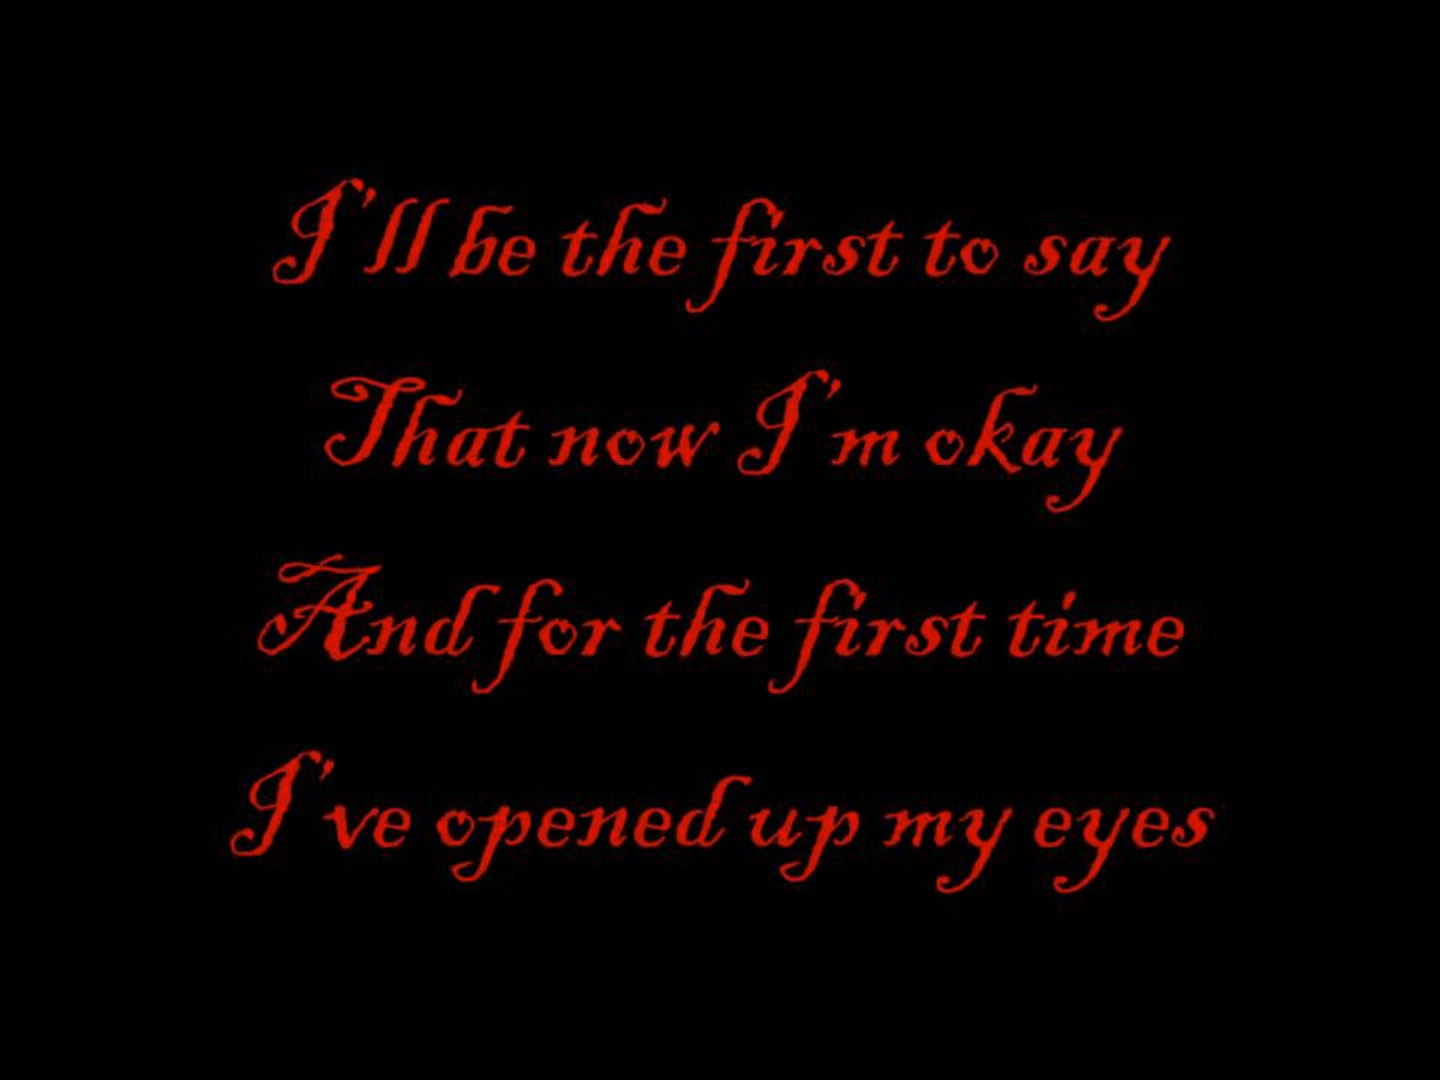 I'll be the first to say
That now I'm okay
And for the first time
I've opened up my eyes